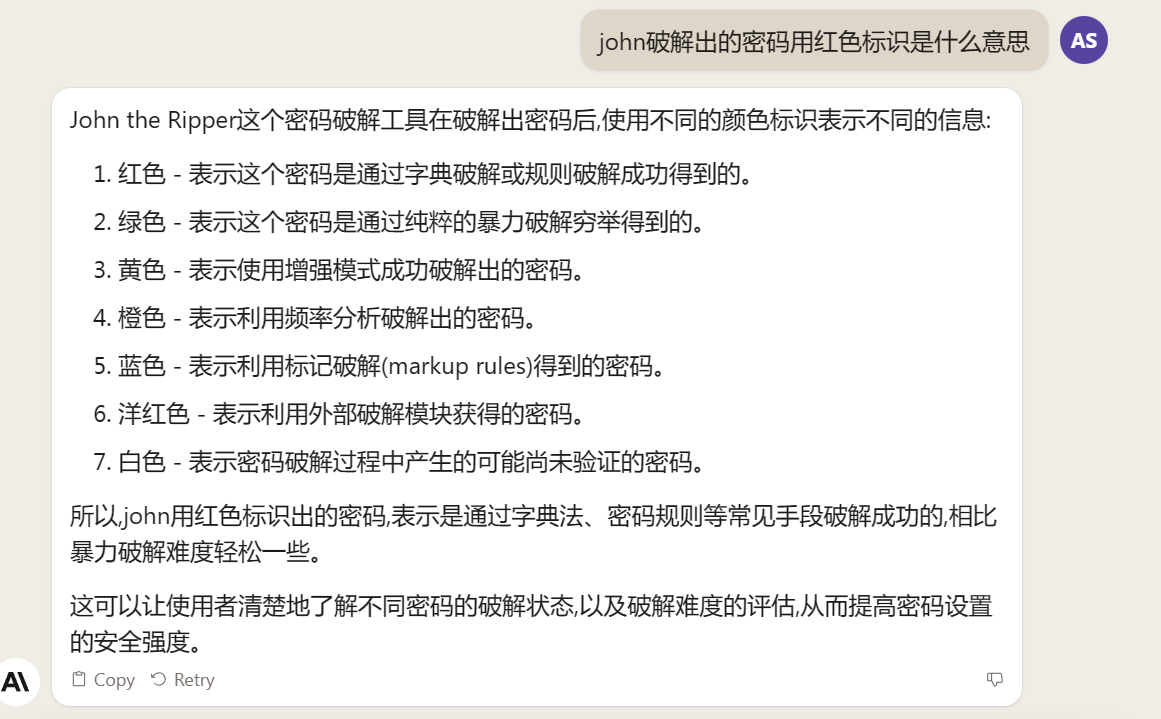 john破解出的密码用红色标识是什么意思
AS
John the Ripper这个密码破解工具在破解出密码后,使用不同的颜色标识表示不同的信息:
1. 红色 - 表示这个密码是通过字典破解或规则破解成功得到的。
2. 绿色 - 表示这个密码是通过纯粹的暴力破解穷举得到的。
3. 黄色 - 表示使用增强模式成功破解出的密码。
4. 橙色 - 表示利用频率分析破解出的密码。
5. 蓝色 - 表示利用标记破解(markup rules)得到的密码。
6. 洋红色 - 表示利用外部破解模块获得的密码。
7. 白色 - 表示密码破解过程中产生的可能尚未验证的密码。
所以,john用红色标识出的密码,表示是通过字典法、密码规则等常见手段破解成功的,相比
暴力破解难度轻松一些。
这可以让使用者清楚地了解不同密码的破解状态,以及破解难度的评估,从而提高密码设置
的安全强度。
A\
Copy Retry